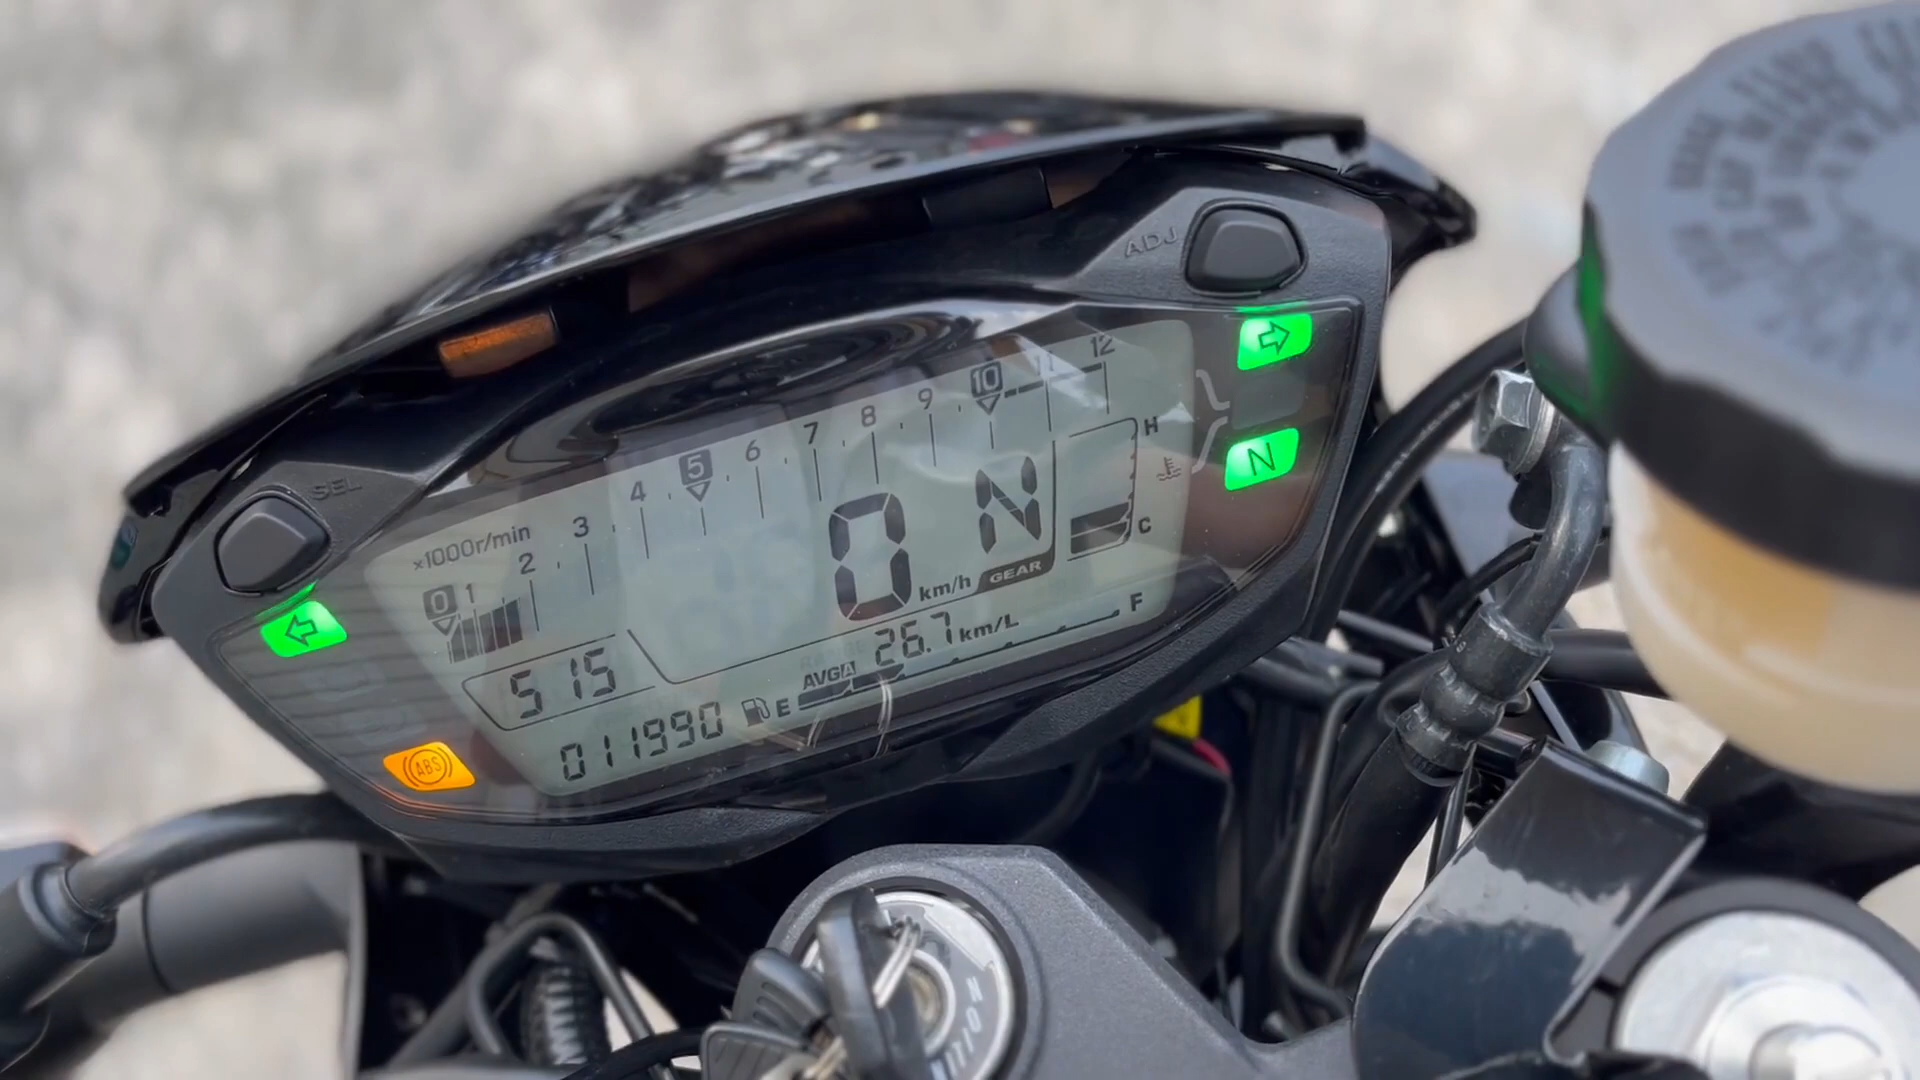 ADJ
SEL
×1000r/min
0 1 2 3 4 5 6 7 8 9 10 11 12
H
C
0 km/h
N
GEAR
N
515
AVG A 26.7 km/L
E F
011990
ABS